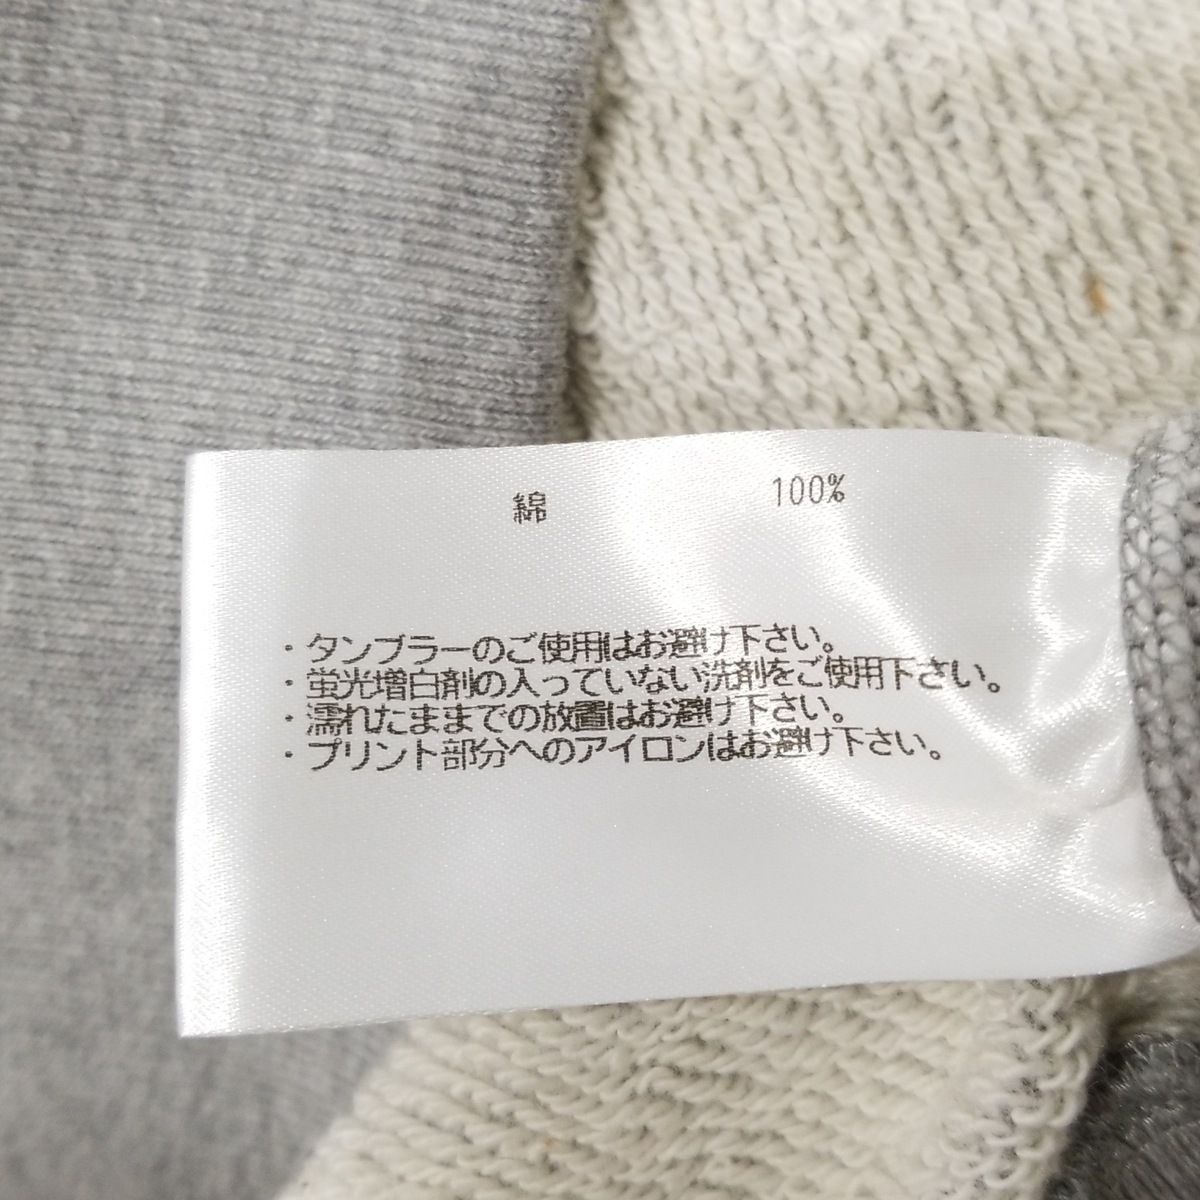 綿 100%
・タンブラーのご使用はお避け下さい。
・蛍光増白剤の入っていない洗剤をご使用下さい。
・濡れたままでの放置はお避け下さい。
・プリント部分へのアイロンはお避け下さい。